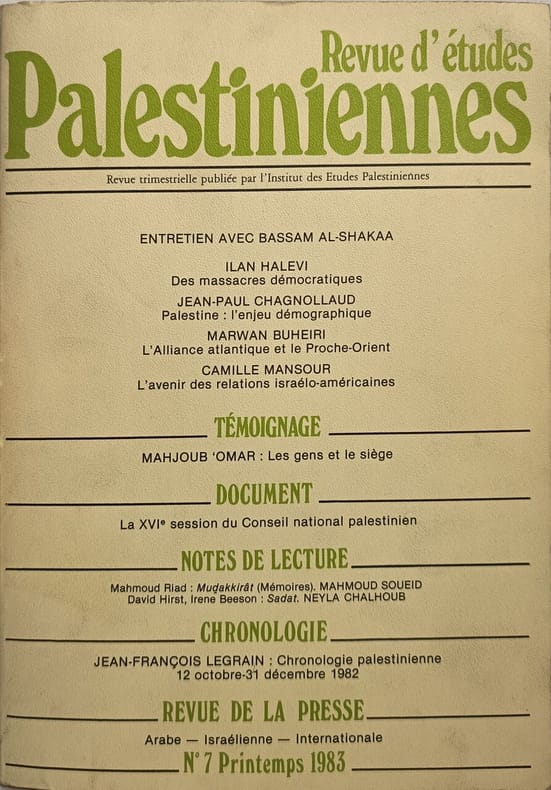 Revue d'études
Palestiniennes
Revue trimestrielle publiée par l'Institut des Etudes Palestiniennes
ENTRETIEN AVEC BASSAM AL-SHAKAA
ILAN HALEVI
Des massacres démocratiques
JEAN-PAUL CHAGNOLLAUD
Palestine : l'enjeu démographique
MARWAN BUHEIRI
L'Alliance atlantique et le Proche-Orient
CAMILLE MANSOUR
L'avenir des relations israélo-américaines
TÉMOIGNAGE
MAHJOUB 'OMAR : Les gens et le siège
DOCUMENT
La XVIᵉ session du Conseil national palestinien
NOTES DE LECTURE
Mahmoud Riad : Muḏakkirât (Mémoires). MAHMOUD SOUEID
David Hirst, Irene Beeson : Sadat. NEYLA CHALHOUB
CHRONOLOGIE
JEAN-FRANÇOIS LEGRAIN : Chronologie palestinienne
12 octobre-31 décembre 1982
REVUE DE LA PRESSE
Arabe — Israélienne — Internationale
N° 7 Printemps 1983